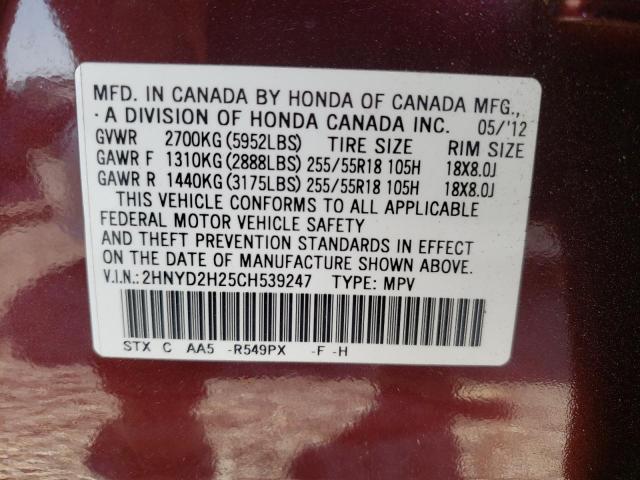 MFD. IN CANADA BY HONDA OF CANADA MFG.,
· A DIVISION OF HONDA CANADA INC. 05/'12
GVWR 2700KG (5952LBS) TIRE SIZE RIM SIZE
GAWR F 1310KG (2888LBS) 255/55R18 105H 18X8.0J
GAWR R 1440KG (3175LBS) 255/55R18 105H 18X8.0J
THIS VEHICLE CONFORMS TO ALL APPLICABLE
FEDERAL MOTOR VEHICLE SAFETY
AND THEFT PREVENTION STANDARDS IN EFFECT
ON THE DATE OF MANUFACTURE SHOWN ABOVE.
V.I.N.:2HNYD2H25CH539247 TYPE: MPV
STX C AA5 -R549PX -F -H